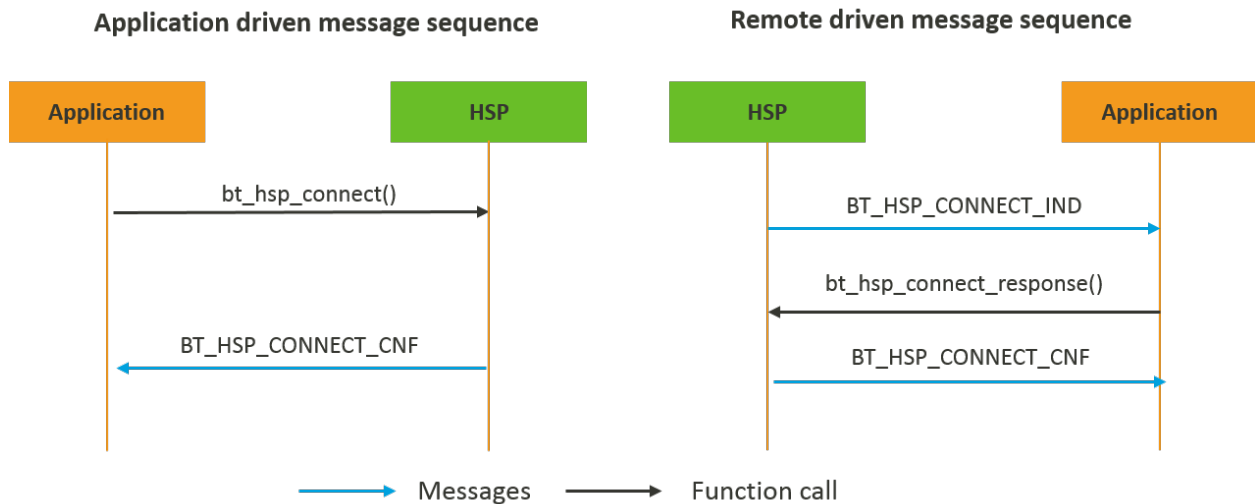 Application driven message sequence
Remote driven message sequence
Application
HSP
HSP
Application
bt_hsp_connect()
BT_HSP_CONNECT_IND
bt_hsp_connect_response()
BT_HSP_CONNECT_CNF
BT_HSP_CONNECT_CNF
Messages
Function call